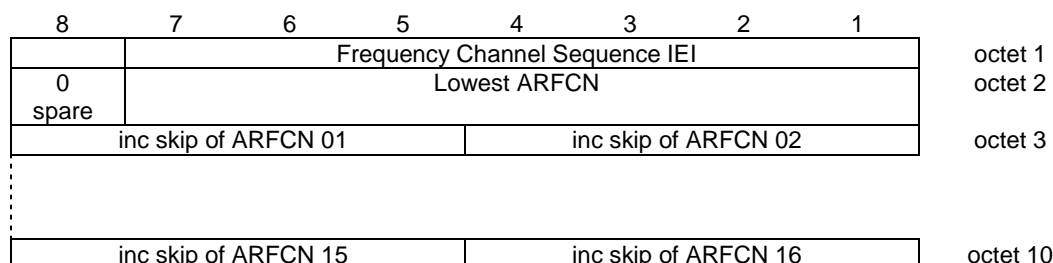 8 7 6 5 4 3 2 1
Frequency Channel Sequence IEI octet 1
0 Lowest ARFCN octet 2
spare
inc skip of ARFCN 01 inc skip of ARFCN 02 octet 3
inc skip of ARFCN 15 inc skip of ARFCN 16 octet 10